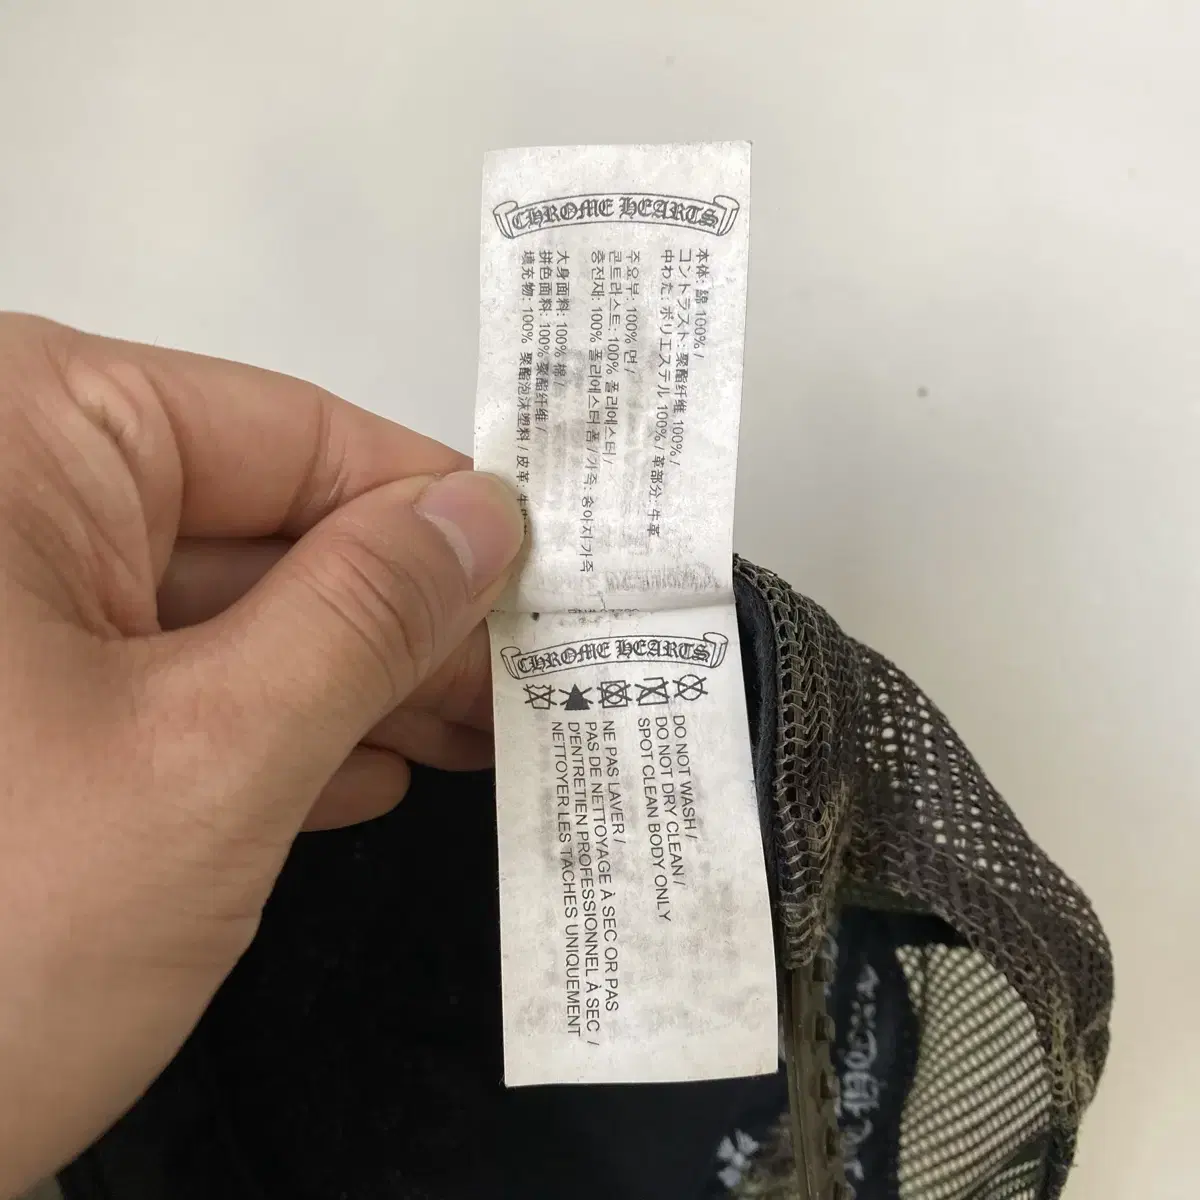 CHROME HEARTS
本体: 綿 100% /
コントラスト: 聚酯纤维 100% /
中わた: ポリエステル 100% / 革部分: 牛革
주요부: 100% 면 /
콘트라스트: 100% 폴리에스터 /
충전재: 100% 폴리에스터 폼 / 가죽: 송아지 가죽
大身面料: 100% 棉 /
拼色面料: 100% 聚酯纤维 /
填充物: 100% 聚酯泡沫塑料 / 皮革: 牛
CHROME HEARTS
DO NOT WASH /
DO NOT DRY CLEAN /
SPOT CLEAN BODY ONLY
NE PAS LAVER /
PAS DE NETTOYAGE À SEC OR PAS
D'ENTRETIEN PROFESSIONNEL À SEC /
NETTOYER LES TACHES UNIQUEMENT